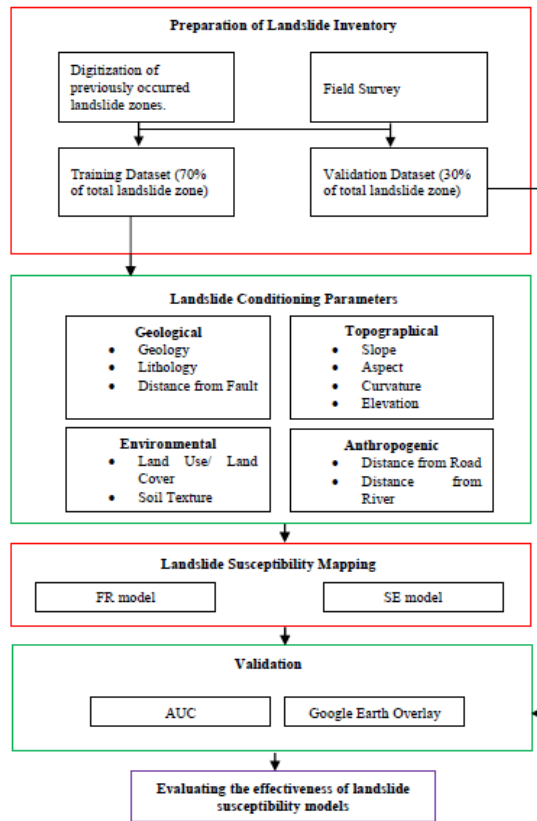 Preparation of Landslide Inventory
Digitization of
previously occurred
landslide zones.
Field Survey
Training Dataset (70%
of total landslide zone)
Validation Dataset (30%
of total landslide zone)
Landslide Conditioning Parameters
Geological
• Geology
• Lithology
• Distance from Fault
Topographical
• Slope
• Aspect
• Curvature
• Elevation
Environmental
• Land Use/ Land
Cover
• Soil Texture
Anthropogenic
• Distance from Road
• Distance from
River
Landslide Susceptibility Mapping
FR model
SE model
Validation
AUC
Google Earth Overlay
Evaluating the effectiveness of landslide
susceptibility models